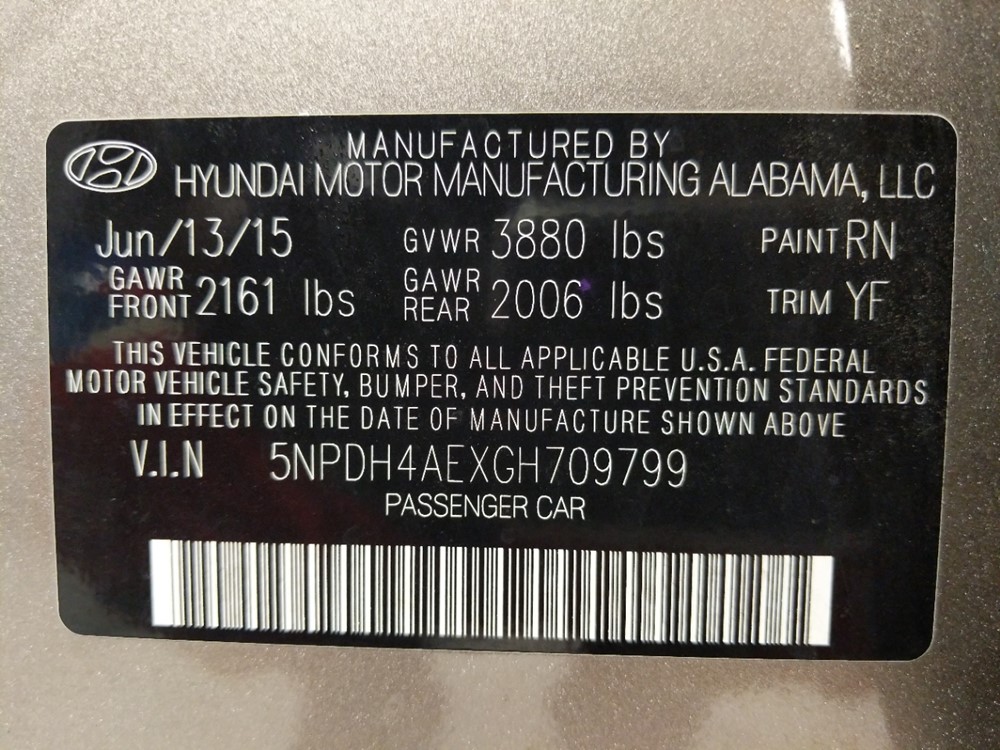 MANUFACTURED BY
HYUNDAI MOTOR MANUFACTURING ALABAMA, LLC
Jun/13/15 GVWR 3880 lbs PAINT RN
GAWR FRONT 2161 lbs GAWR REAR 2006 lbs TRIM YF
THIS VEHICLE CONFORMS TO ALL APPLICABLE U.S.A. FEDERAL
MOTOR VEHICLE SAFETY, BUMPER, AND THEFT PREVENTION STANDARDS
IN EFFECT ON THE DATE OF MANUFACTURE SHOWN ABOVE
V.I.N 5NPDH4AEXGH709799
PASSENGER CAR